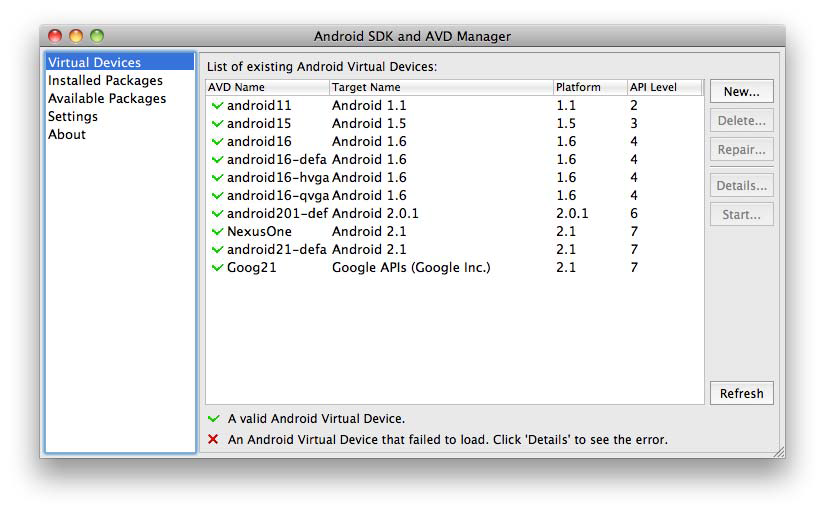 Android SDK and AVD Manager
Virtual Devices
Installed Packages
Available Packages
Settings
About
List of existing Android Virtual Devices:
AVD Name Target Name Platform API Level
android11 Android 1.1 1.1 2
android15 Android 1.5 1.5 3
android16 Android 1.6 1.6 4
android16-defa Android 1.6 1.6 4
android16-hvga Android 1.6 1.6 4
android16-qvga Android 1.6 1.6 4
android201-def Android 2.0.1 2.0.1 6
NexusOne Android 2.1 2.1 7
android21-defa Android 2.1 2.1 7
Goog21 Google APIs (Google Inc.) 2.1 7
New...
Delete...
Repair...
Details...
Start...
Refresh
A valid Android Virtual Device.
An Android Virtual Device that failed to load. Click 'Details' to see the error.